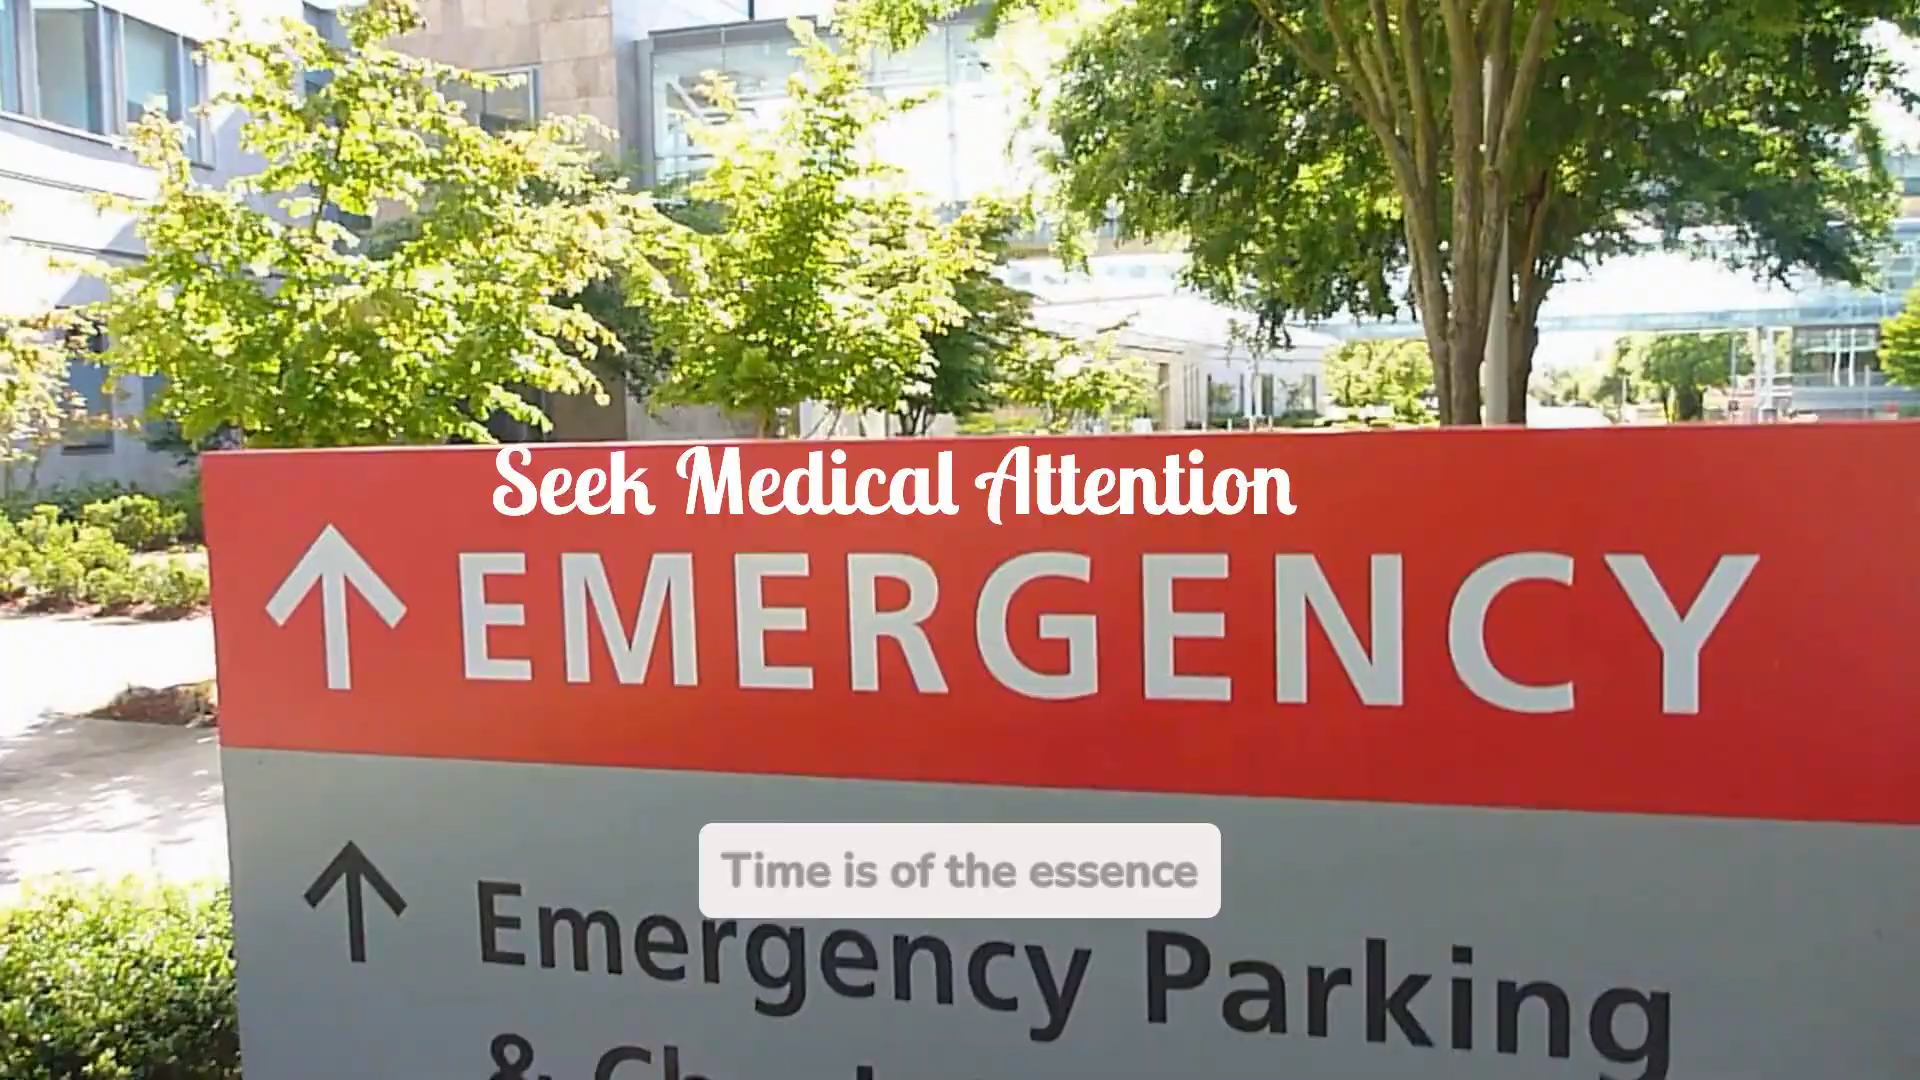 Seek Medical Attention
EMERGENCY
Time is of the essence
Emergency Parking
&